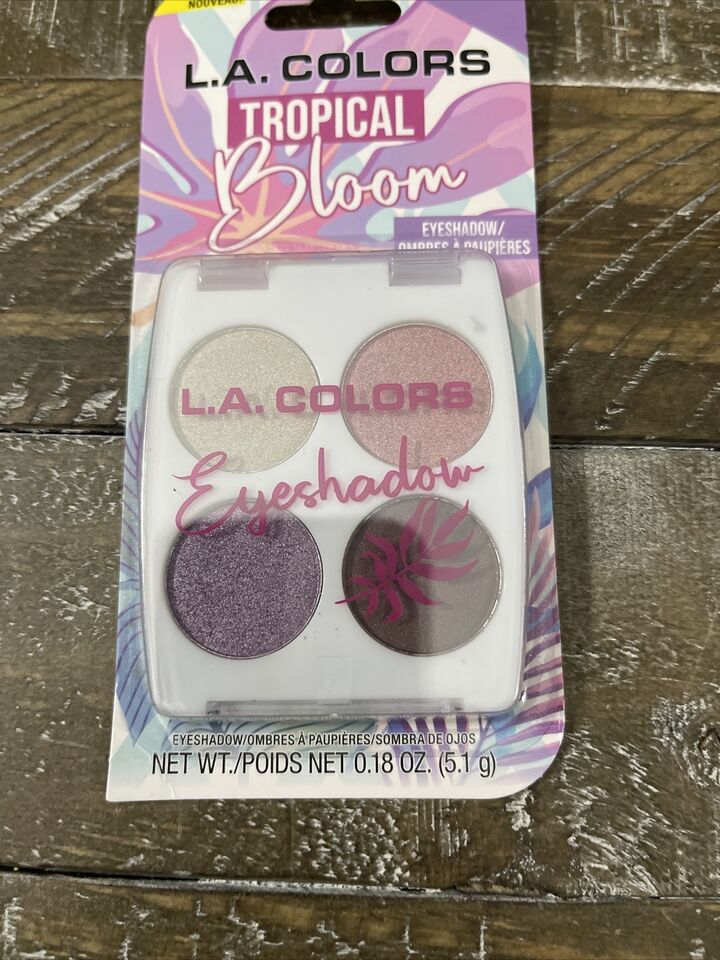 NOUVEAU!
L.A. COLORS
TROPICAL
Bloom
EYESHADOW/
OMBRES À PAUPIÈRES
L.A. COLORS
Eyeshadow
EYESHADOW/OMBRES À PAUPIÈRES/SOMBRA DE OJOS
NET WT./POIDS NET 0.18 OZ. (5.1 g)